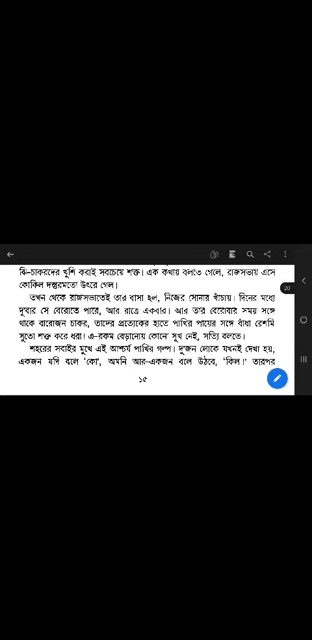 ঝি-চাকরদের খুশি করাই সবচেয়ে শক্ত। এক কথায় বলতে গেলে, রাজসভায় এসে
কোকিল দস্তুরমতো উৎরে গেল।
তখন থেকে রাজসভাতেই তার বাসা হল, নিজের সোনার খাঁচায়। দিনের মধ্যে
দু'বার সে বেরোতে পারে, আর রাত্রে একবার। আর তার বেরোবার সময় সঙ্গে
থাকে বারোজন চাকর, তাদের প্রত্যেকের হাতে পাখির পায়ের সঙ্গে বাঁধা রেশমি
সুতো শক্ত করে ধরা। এ-রকম বেড়ানোয় কোনো সুখ নেই, সত্যি বলতে।
শহরের সবাইর মুখে এই আশ্চর্য পাখির গল্প। দু'জন লোকে যখনই দেখা হয়,
একজন যদি বলে 'কো', অমনি আর-একজন বলে উঠবে, 'কিল।' তারপর
১৫
20